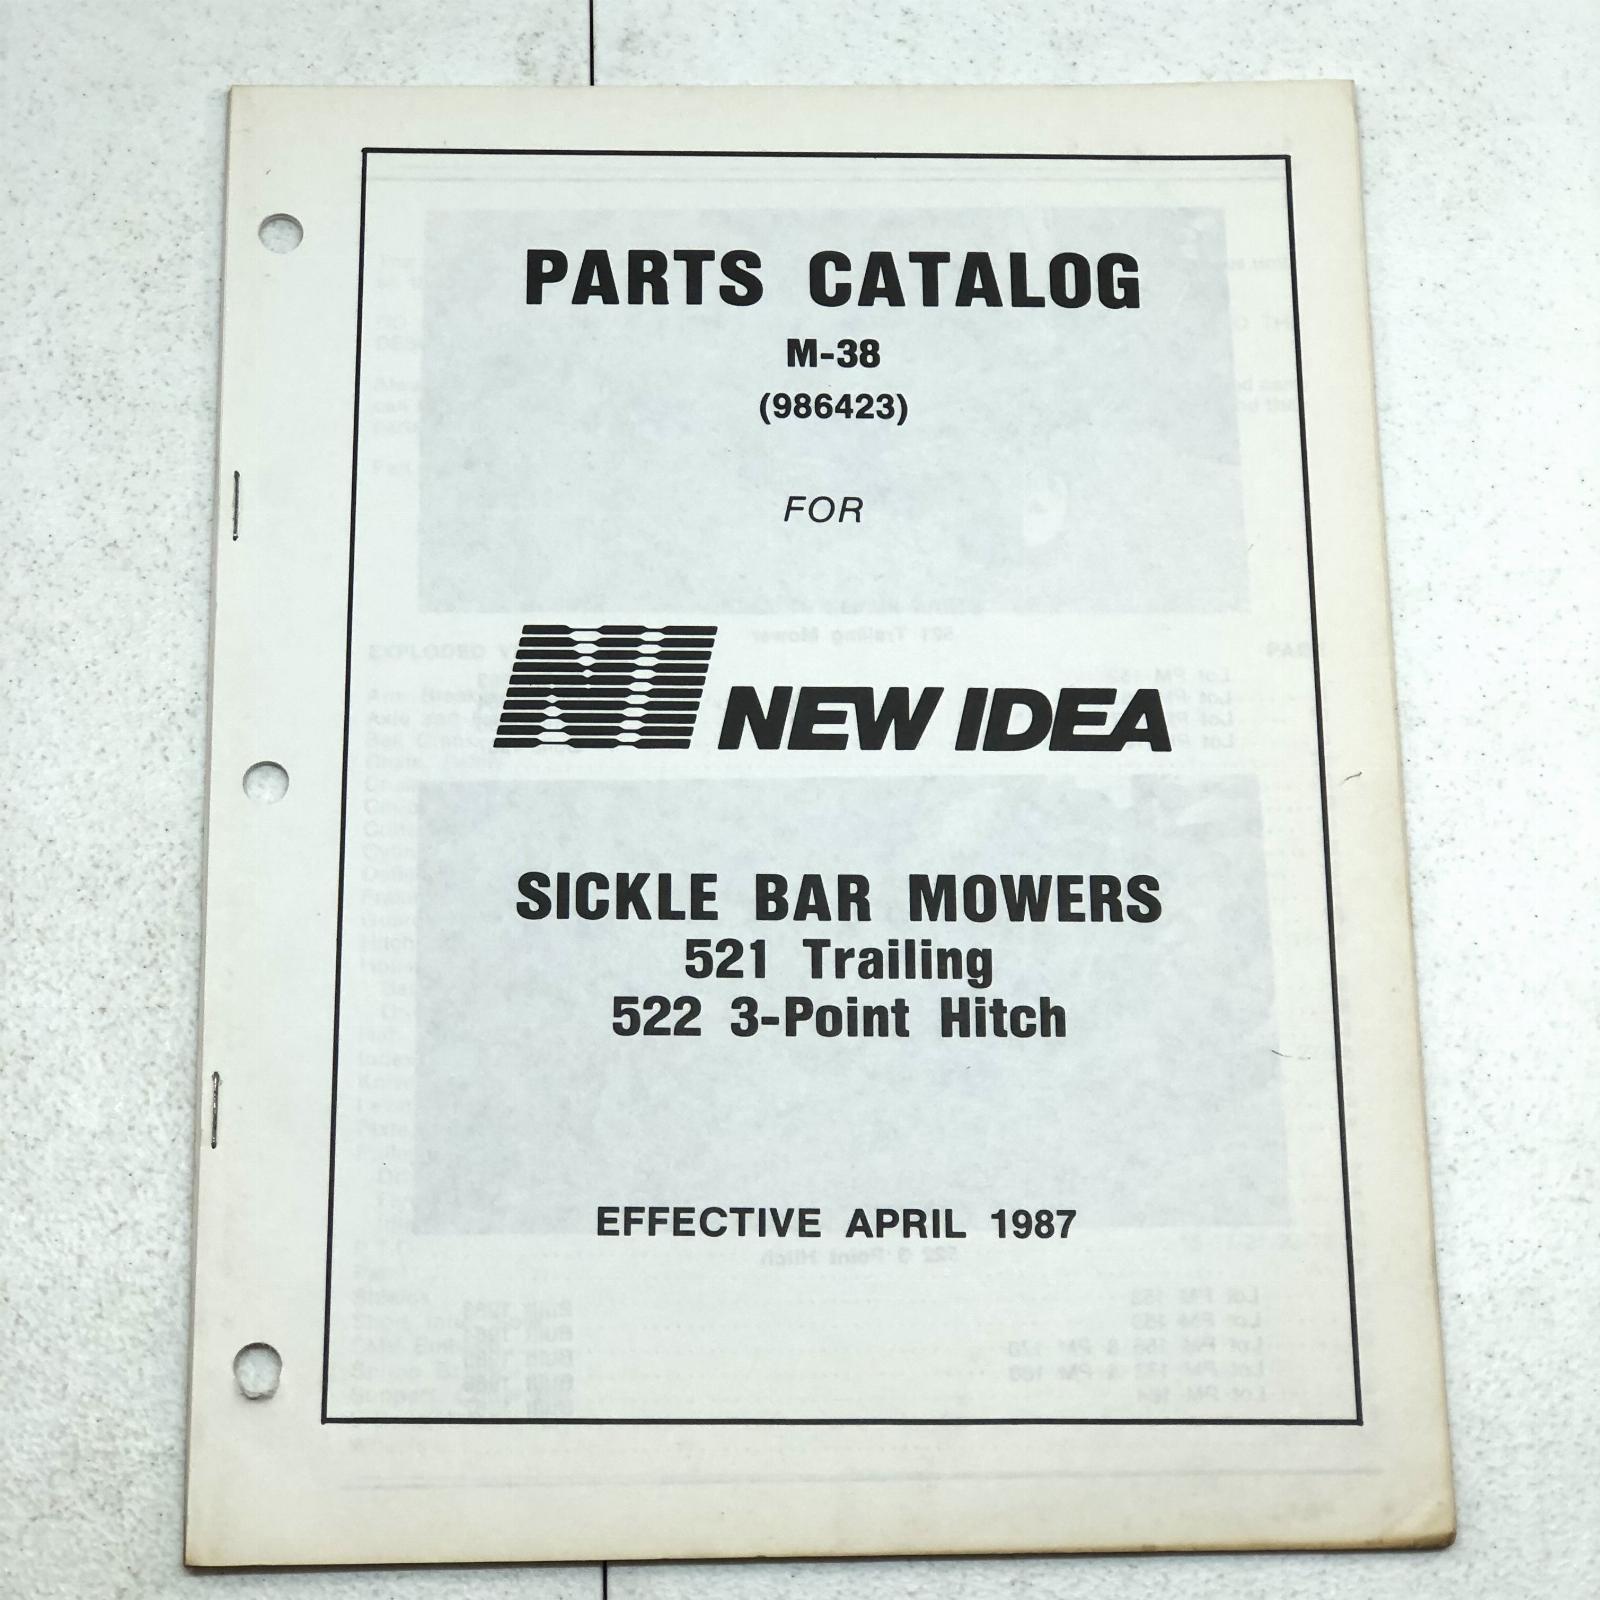 PARTS CATALOG
M-38
(986423)
FOR
NEW IDEA
SICKLE BAR MOWERS
521 Trailing
522 3-Point Hitch
EFFECTIVE APRIL 1987